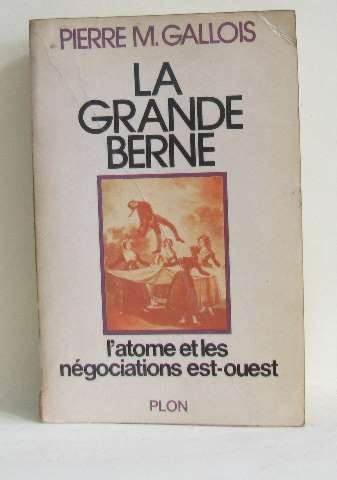 PIERRE M. GALLOIS
LA
GRANDE
BERNE
l'atome et les
négociations est-ouest
PLON